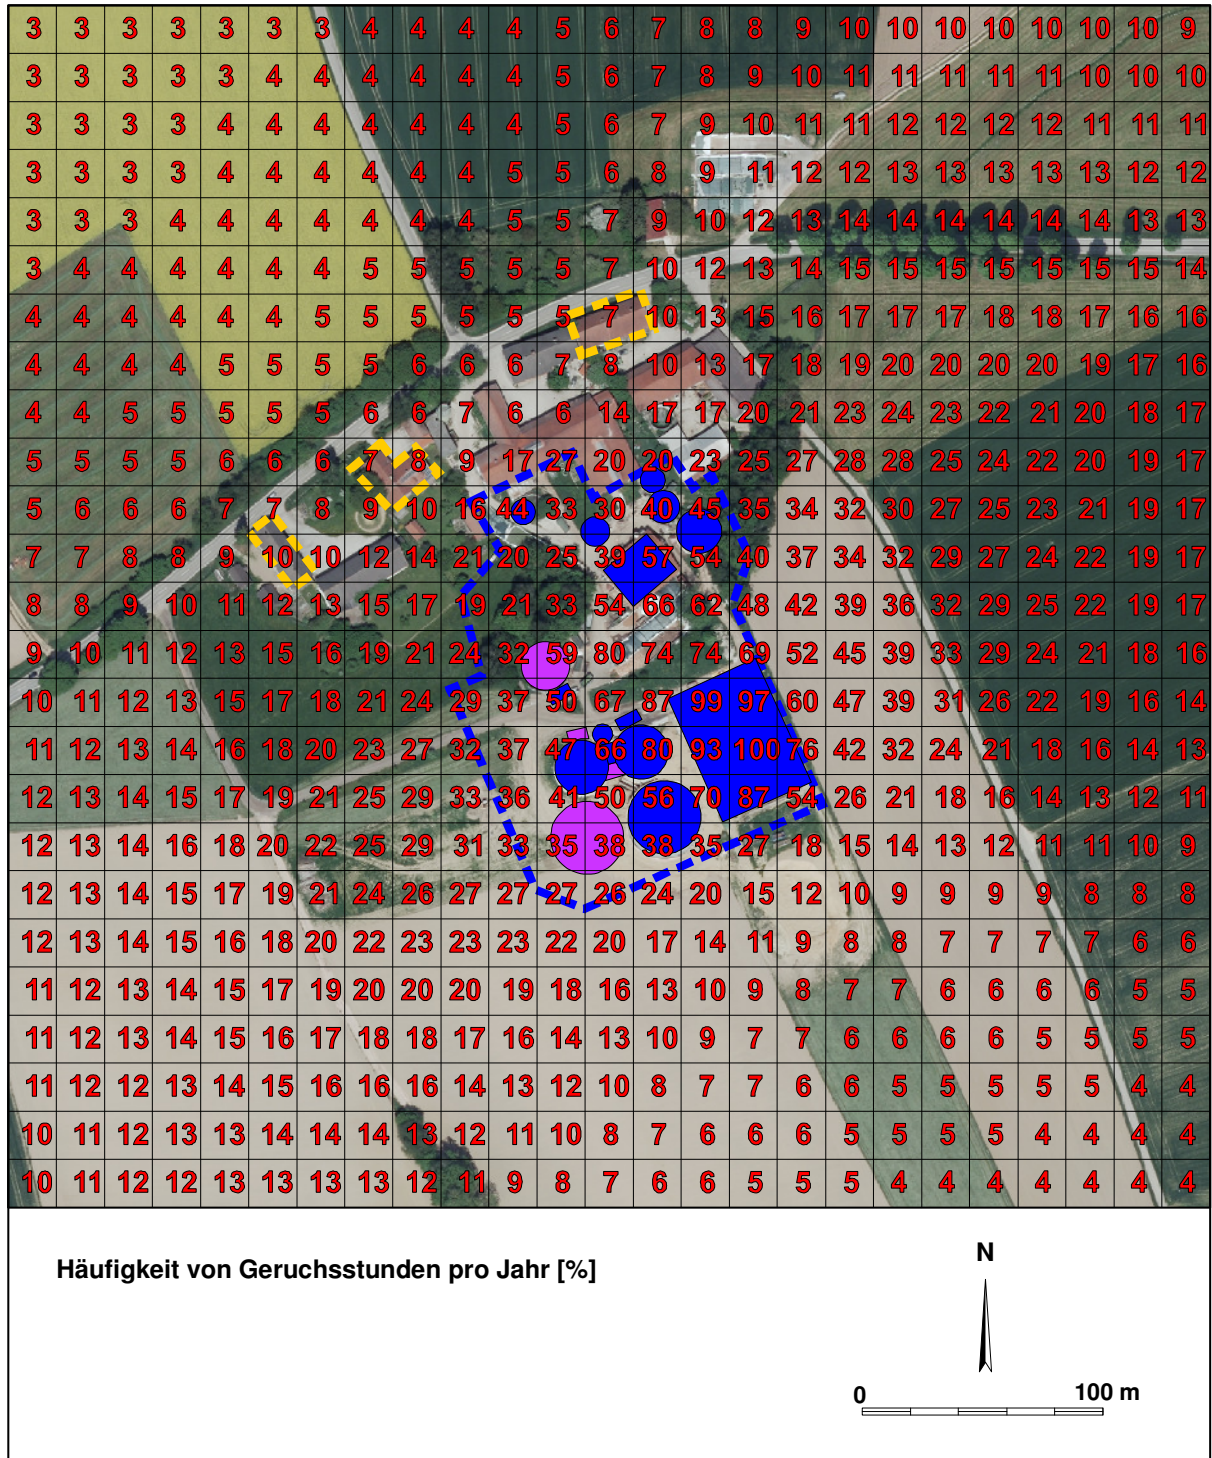 3 3 3 3 3 3 3 4 4 4 4 5 6 7 8 8 9 10 10 10 10 10 10 10 9
3 3 3 3 3 4 4 4 4 4 4 5 6 7 8 9 10 11 11 11 11 11 10 10 10
3 3 3 3 4 4 4 4 4 4 4 5 6 7 9 10 11 11 12 12 12 12 11 11 11
3 3 3 3 4 4 4 4 4 4 5 5 6 8 9 11 12 12 13 13 13 13 13 12 12
3 3 3 4 4 4 4 4 4 4 5 5 7 9 10 12 13 14 14 14 14 14 14 13 13
3 4 4 4 4 4 4 5 5 5 5 5 7 10 12 13 14 15 15 15 15 15 15 15 14
4 4 4 4 4 4 5 5 5 5 5 5 7 10 13 15 16 17 17 17 18 18 17 16 16
4 4 4 4 5 5 5 5 6 6 6 7 8 10 13 17 18 19 20 20 20 20 19 17 16
4 4 5 5 5 5 5 6 6 7 6 6 14 17 17 20 21 23 24 23 22 21 20 18 17
5 5 5 5 6 6 6 7 8 9 17 27 20 20 23 25 27 28 28 25 24 22 20 19 17
5 6 6 6 7 7 8 9 10 16 44 33 30 40 45 35 34 32 30 27 25 23 21 19 17
7 7 8 8 9 10 10 12 14 21 20 25 39 57 54 40 37 34 32 29 27 24 22 19 17
8 8 9 10 11 12 13 15 17 19 21 33 54 66 62 48 42 39 36 32 29 25 22 19 17
9 10 11 12 13 15 16 19 21 24 32 59 80 74 74 69 52 45 39 33 29 24 21 18 16
10 11 12 13 15 17 18 21 24 29 37 50 67 87 99 97 60 47 39 31 26 22 19 16 14
11 12 13 14 16 18 20 23 27 32 37 47 66 80 93 100 76 42 32 24 21 18 16 14 13
12 13 14 15 17 19 21 25 29 33 36 41 50 56 70 87 54 26 21 18 16 14 13 12 11
12 13 14 16 18 20 22 25 29 31 33 35 38 38 35 27 18 15 14 13 12 11 11 10 9
12 13 14 15 17 19 21 24 26 27 27 27 26 24 20 15 12 10 9 9 9 9 8 8 8
12 13 14 15 16 18 20 22 23 23 23 22 20 17 14 11 9 8 8 7 7 7 7 6 6
11 12 13 14 15 17 19 20 20 20 19 18 16 13 10 9 8 7 7 6 6 6 6 5 5
11 12 13 14 15 16 17 18 18 17 16 14 13 10 9 7 7 6 6 6 6 5 5 5 5
11 12 12 13 14 15 16 16 16 14 13 12 10 8 7 7 6 6 5 5 5 5 5 4 4
10 11 12 13 13 14 14 14 13 12 11 10 8 7 6 6 6 5 5 5 5 4 4 4 4
10 11 12 12 13 13 13 13 12 11 9 8 7 6 6 5 5 5 4 4 4 4 4 4 4
Häufigkeit von Geruchsstunden pro Jahr [%]
N
0 100 m